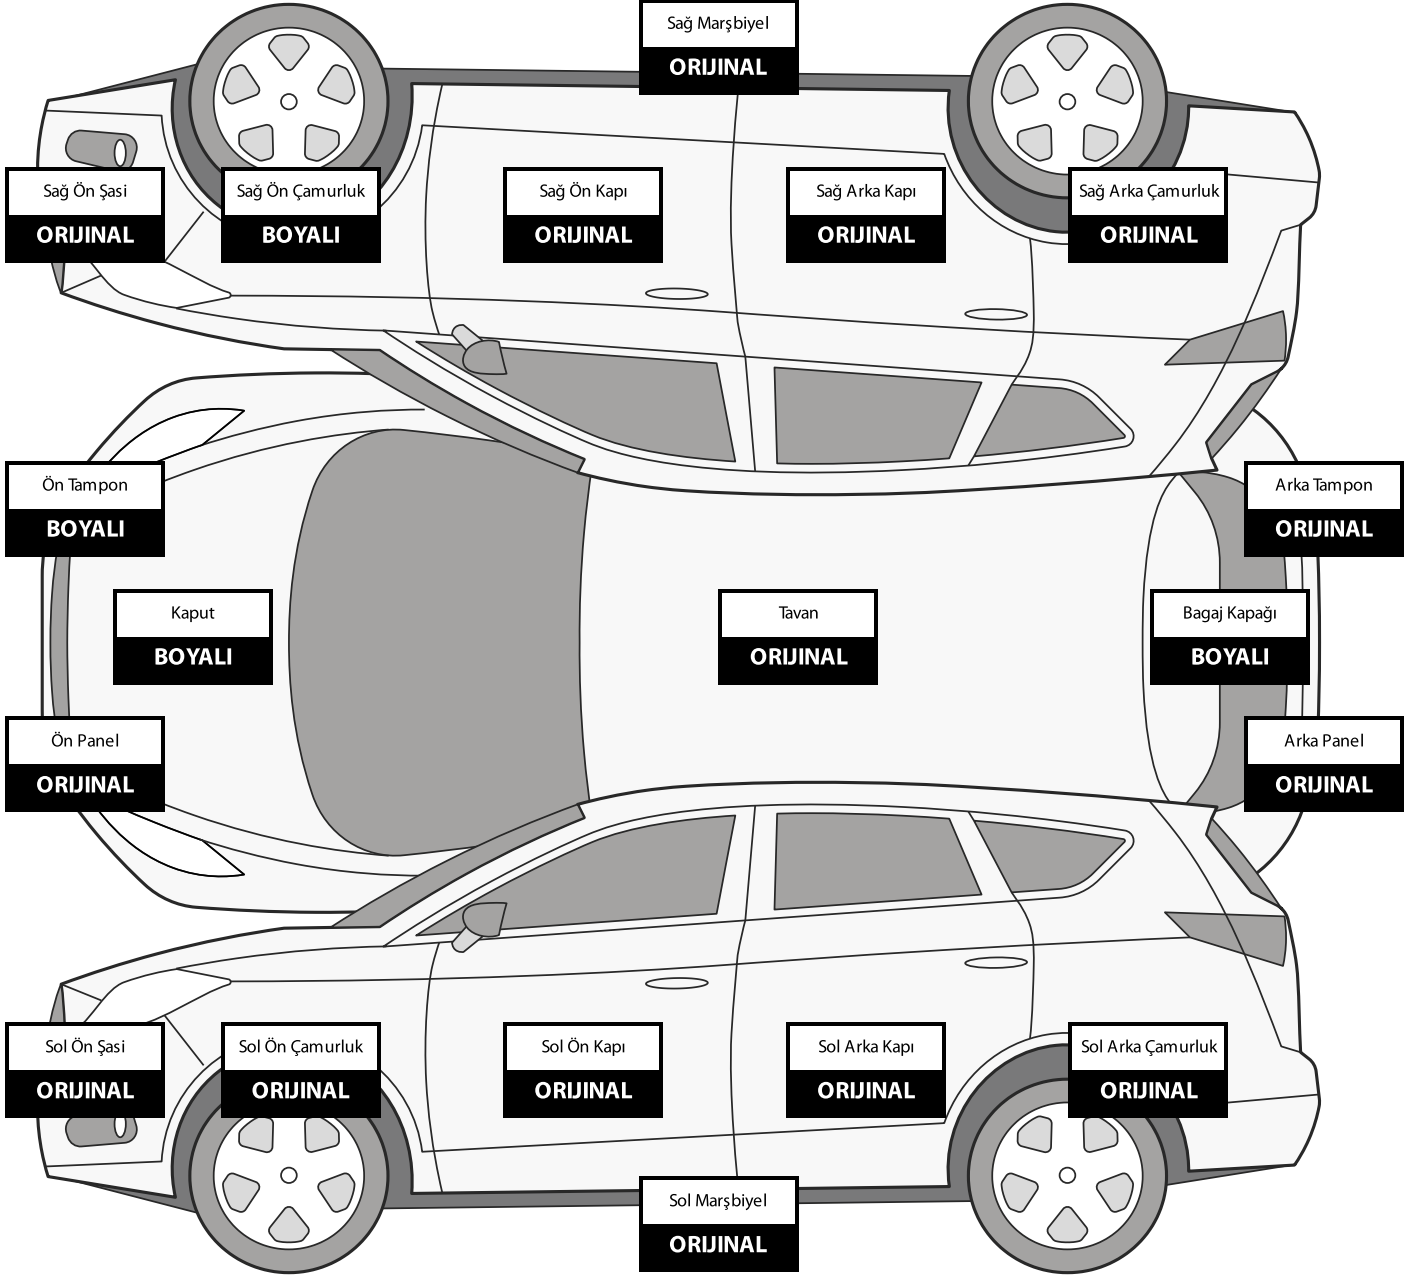 Sağ Marşbiyel
ORIJINAL
Sağ Ön Şasi
ORIJINAL
Sağ Ön Çamurluk
BOYALI
Sağ Ön Kapı
ORIJINAL
Sağ Arka Kapı
ORIJINAL
Sağ Arka Çamurluk
ORIJINAL
Ön Tampon
BOYALI
Arka Tampon
ORIJINAL
Kaput
BOYALI
Tavan
ORIJINAL
Bagaj Kapağı
BOYALI
Ön Panel
ORIJINAL
Arka Panel
ORIJINAL
Sol Ön Şasi
ORIJINAL
Sol Ön Çamurluk
ORIJINAL
Sol Ön Kapı
ORIJINAL
Sol Arka Kapı
ORIJINAL
Sol Arka Çamurluk
ORIJINAL
Sol Marşbiyel
ORIJINAL